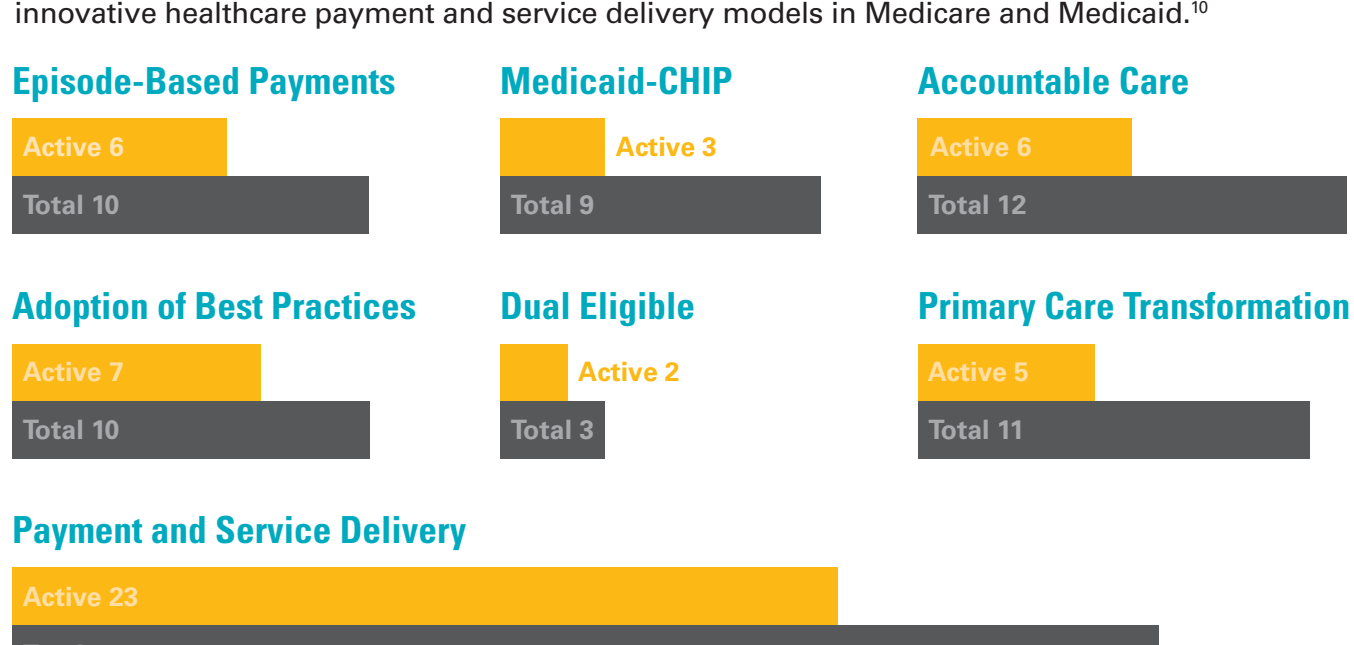 innovative healthcare payment and service delivery models in Medicare and Medicaid.10
Episode-Based Payments
Active 6
Total 10
Medicaid-CHIP
Active 3
Total 9
Accountable Care
Active 6
Total 12
Adoption of Best Practices
Active 7
Total 10
Dual Eligible
Active 2
Total 3
Primary Care Transformation
Active 5
Total 11
Payment and Service Delivery
Active 23